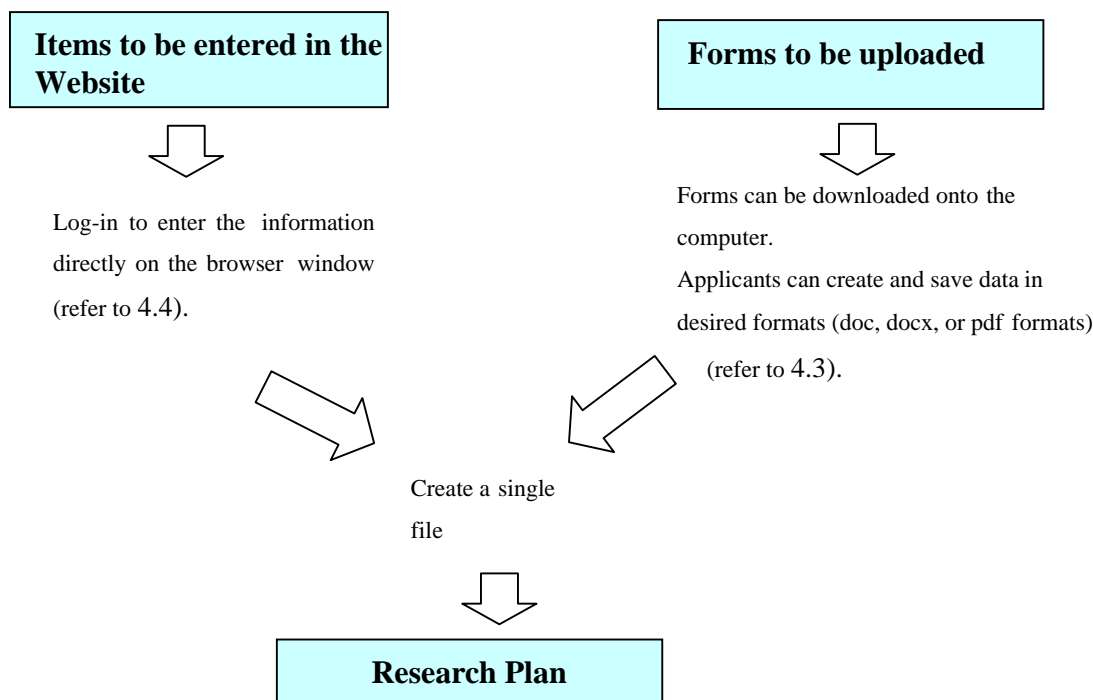 Items to be entered in the
Website
Forms to be uploaded
Log-in to enter the information
directly on the browser window
(refer to 4.4).
Forms can be downloaded onto the
computer.
Applicants can create and save data in
desired formats (doc, docx, or pdf formats)
(refer to 4.3).
Create a single
file
Research Plan